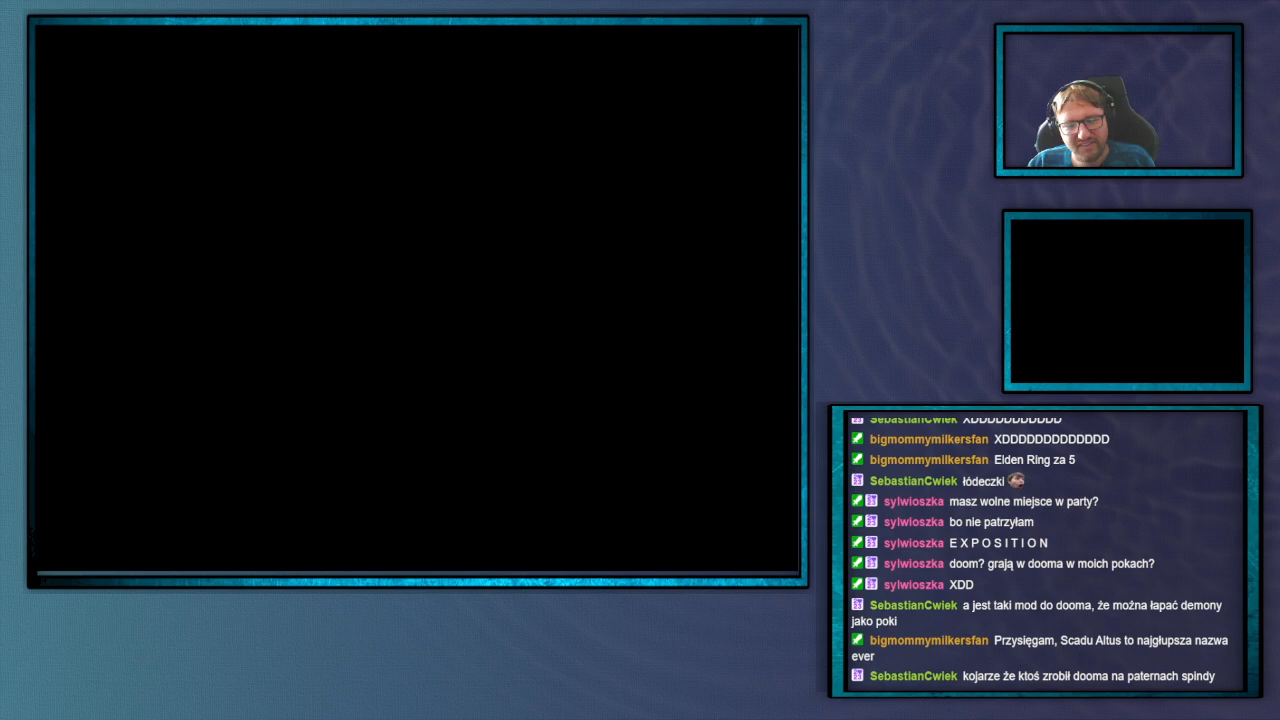 SebastianCwiek XDDDDDDDDDDD
bigmommymilkersfan XDDDDDDDDDDDDD
bigmommymilkersfan Elden Ring za 5
SebastianCwiek łódeczki
sylwioszka masz wolne miejsce w party?
sylwioszka bo nie patrzyłam
sylwioszka E X P O S I T I O N
sylwioszka doom? grają w dooma w moich pokach?
sylwioszka XDD
SebastianCwiek a jest taki mod do dooma, że można łapać demony
jako poki
bigmommymilkersfan Przysięgam, Scadu Altus to najgłupsza nazwa
ever
SebastianCwiek kojarze że ktoś zrobił dooma na paternach spindy